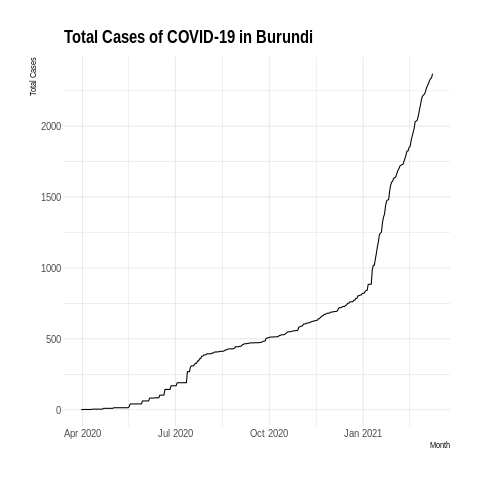 Total Cases of COVID-19 in Burundi
Total Cases
2000
1500
1000
500
0
Apr 2020 Jul 2020 Oct 2020 Jan 2021
Month